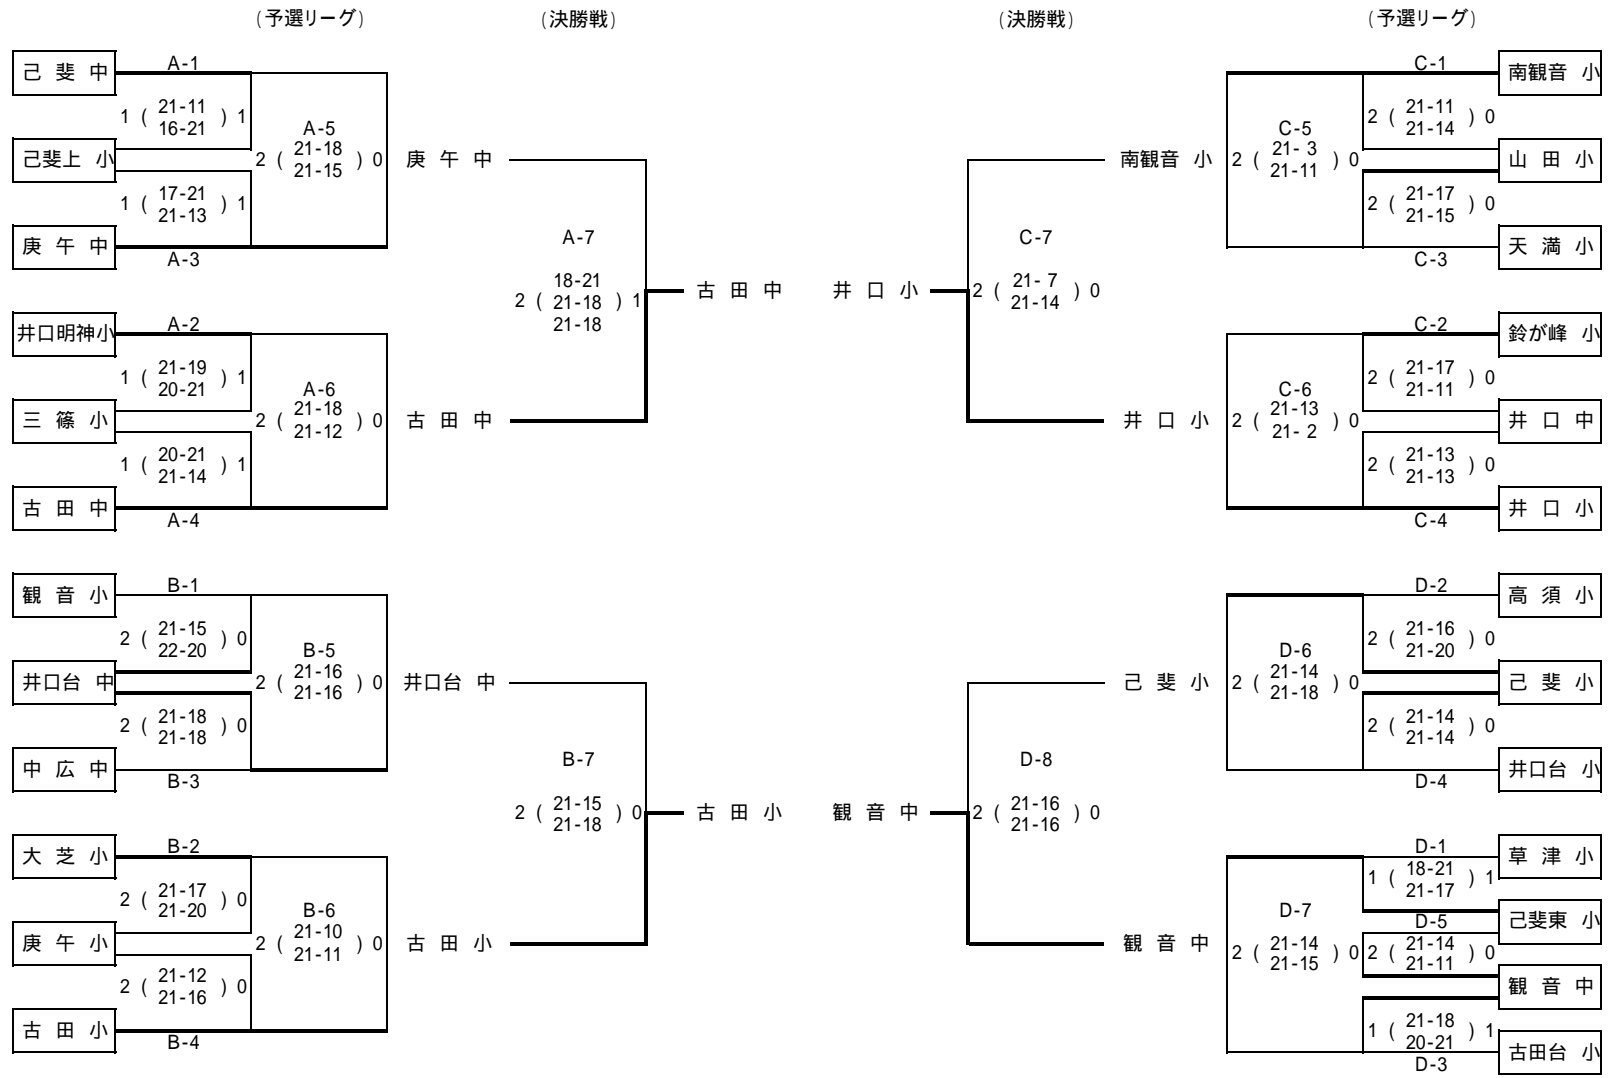 (予選リーグ) (決勝戦) (決勝戦) (予選リーグ)
己 斐 中 A-1 C-1 南観音 小
1 ( 21-11 16-21 ) 1 2 ( 21-11 21-14 ) 0
己斐上 小 A-5 2 ( 21-18 21-15 ) 0 庚 午 中 南観音 小 C-5 2 ( 21- 3 21-11 ) 0 山 田 小
1 ( 17-21 21-13 ) 1 2 ( 21-17 21-15 ) 0
庚 午 中 A-3 C-3 天 満 小
A-7 2 ( 18-21 21-18 21-18 ) 1 古 田 中 井 口 小 C-7 2 ( 21- 7 21-14 ) 0
井口明神小 A-2 C-2 鈴が峰 小
1 ( 21-19 20-21 ) 1 2 ( 21-17 21-11 ) 0
三 篠 小 A-6 2 ( 21-18 21-12 ) 0 古 田 中 井 口 小 C-6 2 ( 21-13 21- 2 ) 0 井 口 中
1 ( 20-21 21-14 ) 1 2 ( 21-13 21-13 ) 0
古 田 中 A-4 C-4 井 口 小
観 音 小 B-1 D-2 高 須 小
2 ( 21-15 22-20 ) 0 2 ( 21-16 21-20 ) 0
井口台 中 B-5 2 ( 21-16 21-16 ) 0 井口台 中 己 斐 小 D-6 2 ( 21-14 21-18 ) 0 己 斐 小
2 ( 21-18 21-18 ) 0 2 ( 21-14 21-14 ) 0
中 広 中 B-3 D-4 井口台 小
B-7 2 ( 21-15 21-18 ) 0 古 田 小 観 音 中 D-8 2 ( 21-16 21-16 ) 0
大 芝 小 B-2 D-1 草 津 小
2 ( 21-17 21-20 ) 0 1 ( 18-21 21-17 ) 1
庚 午 小 B-6 2 ( 21-10 21-11 ) 0 古 田 小 観 音 中 D-7 2 ( 21-14 21-15 ) 0 己斐東 小
D-5 2 ( 21-14 21-11 ) 0
2 ( 21-12 21-16 ) 0 観 音 中
古 田 小 B-4 1 ( 21-18 20-21 ) 1
D-3 古田台 小